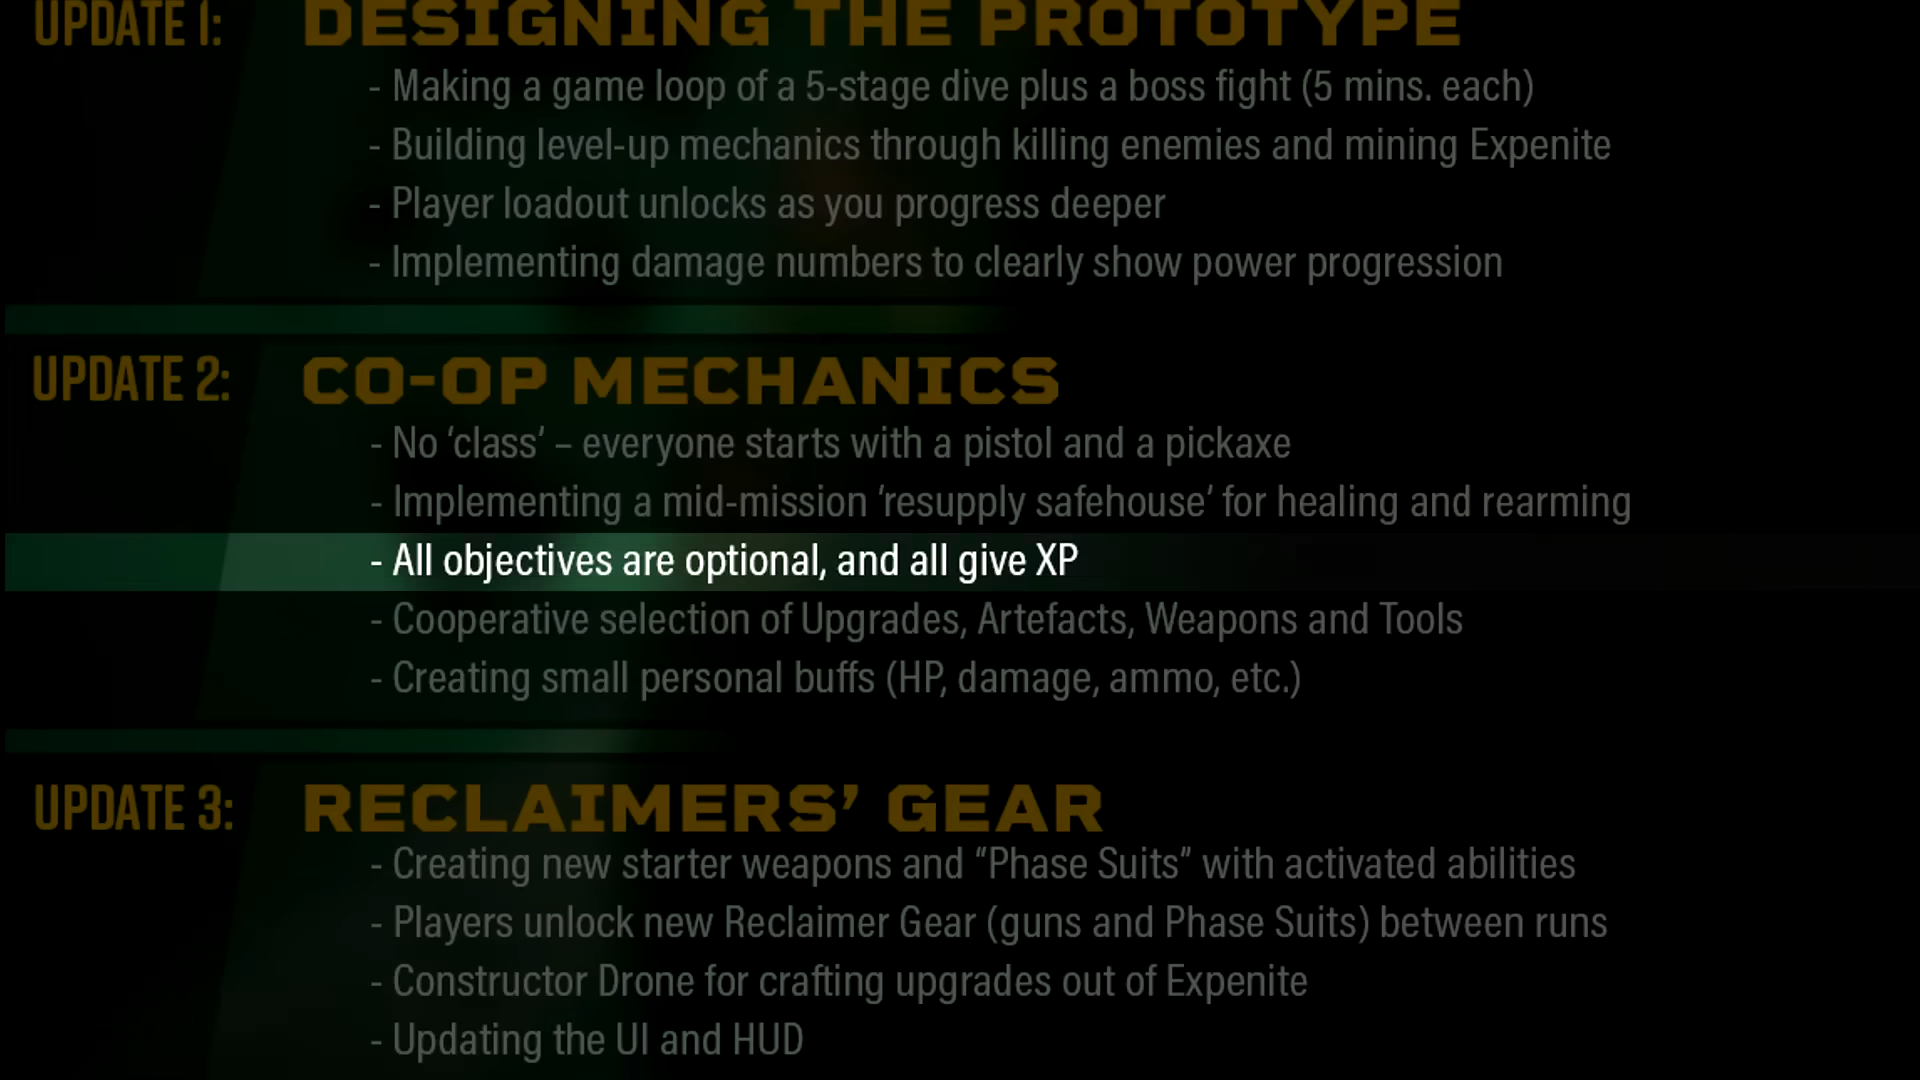 UPDATE 1: DESIGNING THE PROTOTYPE
- Making a game loop of a 5-stage dive plus a boss fight (5 mins. each)
- Building level-up mechanics through killing enemies and mining Expenite
- Player loadout unlocks as you progress deeper
- Implementing damage numbers to clearly show power progression
UPDATE 2: CO-OP MECHANICS
- No ‘class’ – everyone starts with a pistol and a pickaxe
- Implementing a mid-mission ‘resupply safehouse’ for healing and rearming
- All objectives are optional, and all give XP
- Cooperative selection of Upgrades, Artefacts, Weapons and Tools
- Creating small personal buffs (HP, damage, ammo, etc.)
UPDATE 3: RECLAIMERS’ GEAR
- Creating new starter weapons and “Phase Suits” with activated abilities
- Players unlock new Reclaimer Gear (guns and Phase Suits) between runs
- Constructor Drone for crafting upgrades out of Expenite
- Updating the UI and HUD